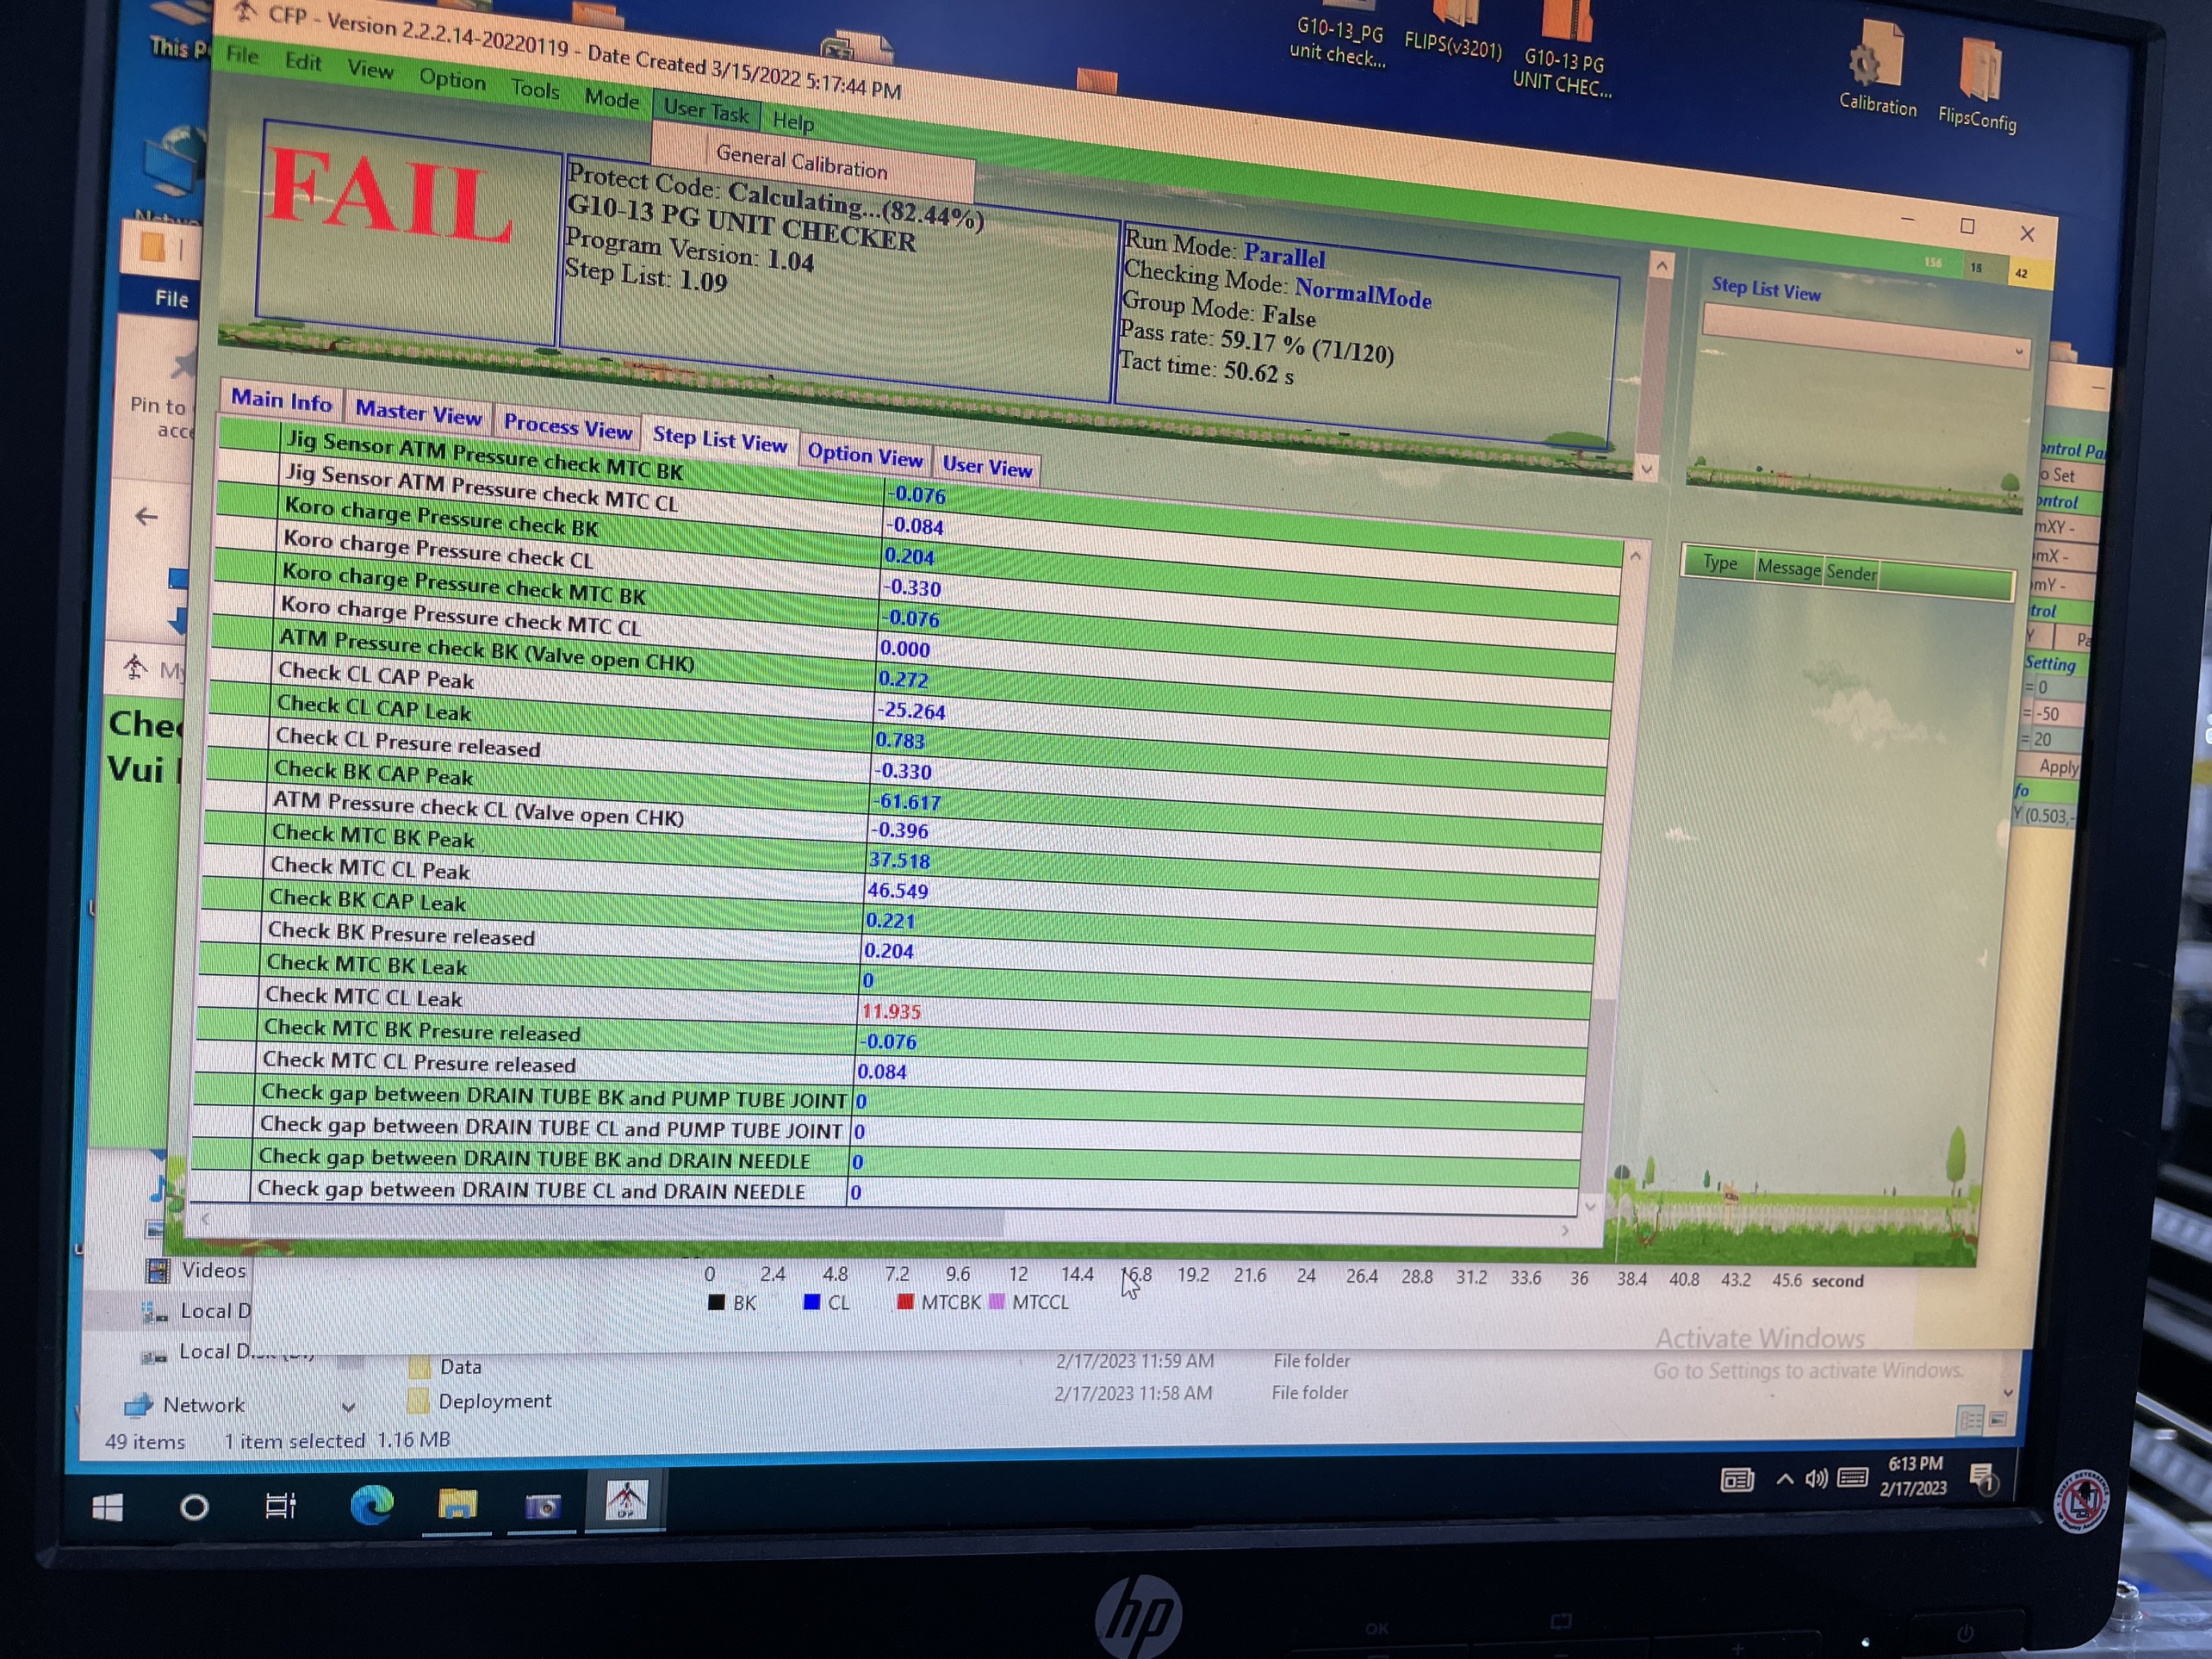 This P
G10-13_PG
unit check...
FLIPS(v3201)
G10-13 PG
UNIT CHEC...
Calibration
FlipsConfig
CFP - Version 2.2.2.14-20220119 - Date Created 3/15/2022 5:17:44 PM
File Edit View Option Tools Mode User Task Help
General Calibration
FAIL
Protect Code: Calculating...(82.44%)
G10-13 PG UNIT CHECKER
Program Version: 1.04
Step List: 1.09
Run Mode: Parallel
Checking Mode: NormalMode
Group Mode: False
Pass rate: 59.17 % (71/120)
Tact time: 50.62 s
156 18 42
Step List View
File
Pin to
acce
Main Info Master View Process View Step List View Option View User View
Jig Sensor ATM Pressure check MTC BK -0.076
Jig Sensor ATM Pressure check MTC CL -0.084
Koro charge Pressure check BK 0.204
Koro charge Pressure check CL -0.330
Koro charge Pressure check MTC BK -0.076
Koro charge Pressure check MTC CL 0.000
ATM Pressure check BK (Valve open CHK) 0.272
Check CL CAP Peak -25.264
Check CL CAP Leak 0.783
Check CL Presure released -0.330
Check BK CAP Peak -61.617
ATM Pressure check CL (Valve open CHK) -0.396
Check MTC BK Peak 37.518
Check MTC CL Peak 46.549
Check BK CAP Leak 0.221
Check BK Presure released 0.204
Check MTC BK Leak 0
Check MTC CL Leak 11.935
Check MTC BK Presure released -0.076
Check MTC CL Presure released 0.084
Check gap between DRAIN TUBE BK and PUMP TUBE JOINT 0
Check gap between DRAIN TUBE CL and PUMP TUBE JOINT 0
Check gap between DRAIN TUBE BK and DRAIN NEEDLE 0
Check gap between DRAIN TUBE CL and DRAIN NEEDLE 0
Type Message Sender
ontrol Pa
o Set
ontrol
mXY -
mX -
mY -
trol
Y Pa
Setting
= 0
= -50
= 20
Apply
fo
Y (0.503,-
My
Chec
Vui
0 2.4 4.8 7.2 9.6 12 14.4 16.8 19.2 21.6 24 26.4 28.8 31.2 33.6 36 38.4 40.8 43.2 45.6 second
BK CL MTCBK MTCCL
Videos
Local D
Local D
Network
Data 2/17/2023 11:59 AM File folder
Deployment 2/17/2023 11:58 AM File folder
Activate Windows
Go to Settings to activate Windows.
49 items 1 item selected 1.16 MB
6:13 PM
2/17/2023
1
hp
OK